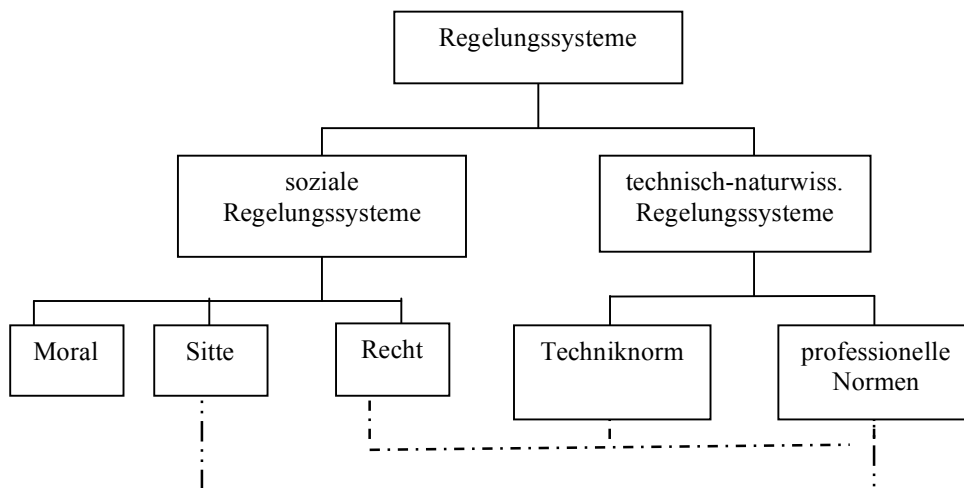 Regelungssysteme
soziale
Regelungssysteme
technisch-naturwiss.
Regelungssysteme
Moral
Sitte
Recht
Techniknorm
professionelle
Normen